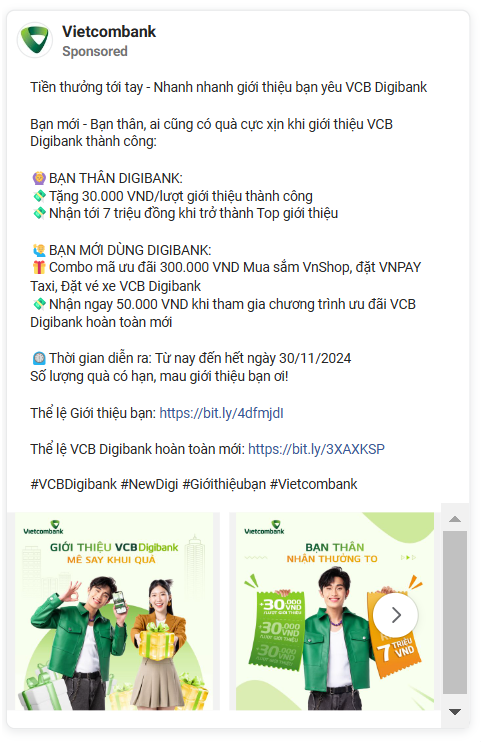 Vietcombank
Sponsored
Tiền thưởng tới tay - Nhanh nhanh giới thiệu bạn yêu VCB Digibank
Bạn mới - Bạn thân, ai cũng có quà cực xịn khi giới thiệu VCB
Digibank thành công:
🙆BẠN THÂN DIGIBANK:
💸Tặng 30.000 VND/lượt giới thiệu thành công
💸Nhận tới 7 triệu đồng khi trở thành Top giới thiệu
🙋BẠN MỚI DÙNG DIGIBANK:
🎁Combo mã ưu đãi 300.000 VND Mua sắm VnShop, đặt VNPAY
Taxi, Đặt vé xe VCB Digibank
💸Nhận ngay 50.000 VND khi tham gia chương trình ưu đãi VCB
Digibank hoàn toàn mới
Thời gian diễn ra: Từ nay đến hết ngày 30/11/2024
Số lượng quà có hạn, mau giới thiệu bạn ơi!
Thể lệ Giới thiệu bạn: https://bit.ly/4dfmjdI
Thể lệ VCB Digibank hoàn toàn mới: https://bit.ly/3XAXKSP
#VCBDigibank #NewDigi #Giớithiệubạn #Vietcombank
Vietcombank
GIỚI THIỆU VCBDigibank
MÊ SAY KHUI QUÀ
Vietcombank
BẠN THÂN
NHẬN THƯỞNG TO
+30.000
VND
/LƯỢT GIỚI THIỆU
+30.000
VND
/LƯỢT GIỚI THIỆU
+30.000
VND
7 TRIỆU
VND